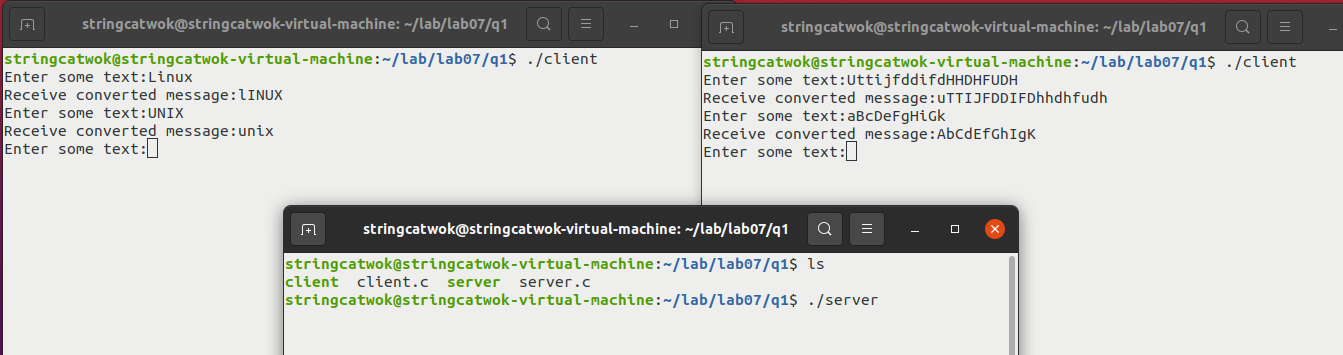 stringcatwok@stringcatwok-virtual-machine: ~/lab/lab07/q1
stringcatwok@stringcatwok-virtual-machine:~/lab/lab07/q1$ ./client
Enter some text:Linux
Receive converted message:lINUX
Enter some text:UNIX
Receive converted message:unix
Enter some text:
stringcatwok@stringcatwok-virtual-machine: ~/lab/lab07/q1
stringcatwok@stringcatwok-virtual-machine:~/lab/lab07/q1$ ./client
Enter some text:UttijfddifdHHDHFUDH
Receive converted message:uTTIJFDDIFDhhdhfudh
Enter some text:aBcDeFgHiGk
Receive converted message:AbCdEfGhIgK
Enter some text:
stringcatwok@stringcatwok-virtual-machine: ~/lab/lab07/q1
stringcatwok@stringcatwok-virtual-machine:~/lab/lab07/q1$ ls
client  client.c  server  server.c
stringcatwok@stringcatwok-virtual-machine:~/lab/lab07/q1$ ./server